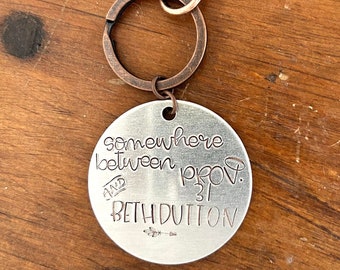 somewhere
between PROV.
AND 31
BETH DUTTON